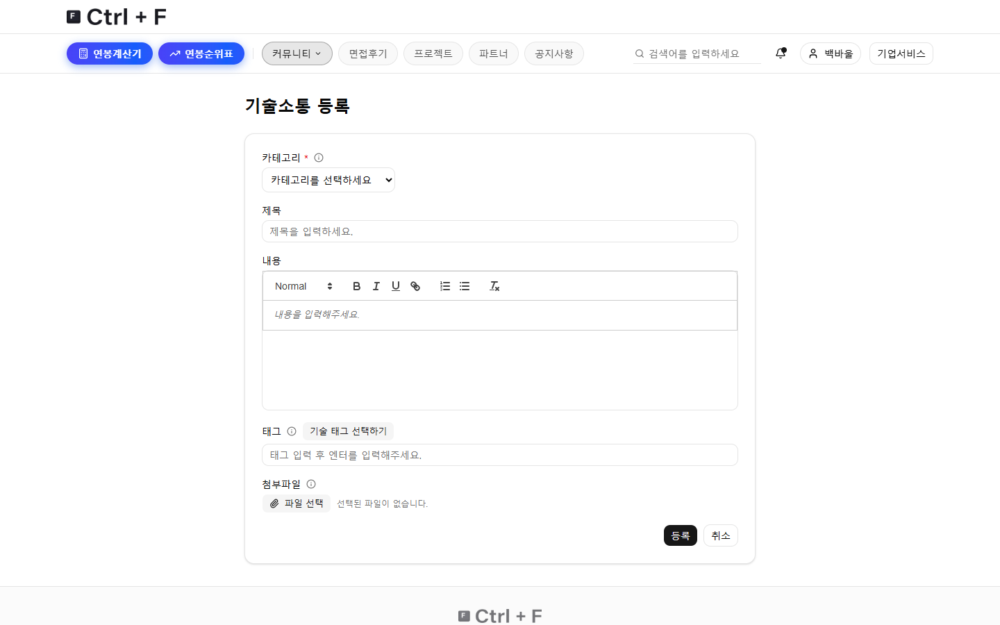 F Ctrl + F
연봉계산기 연봉순위표 커뮤니티 면접후기 프로젝트 파트너 공지사항 검색어를 입력하세요 백바울 기업서비스
기술소통 등록
카테고리 *
카테고리를 선택하세요
제목
제목을 입력하세요.
내용
Normal B I U
내용을 입력해주세요.
태그 기술 태그 선택하기
태그 입력 후 엔터를 입력해주세요.
첨부파일
파일 선택 선택된 파일이 없습니다.
등록 취소
F Ctrl + F